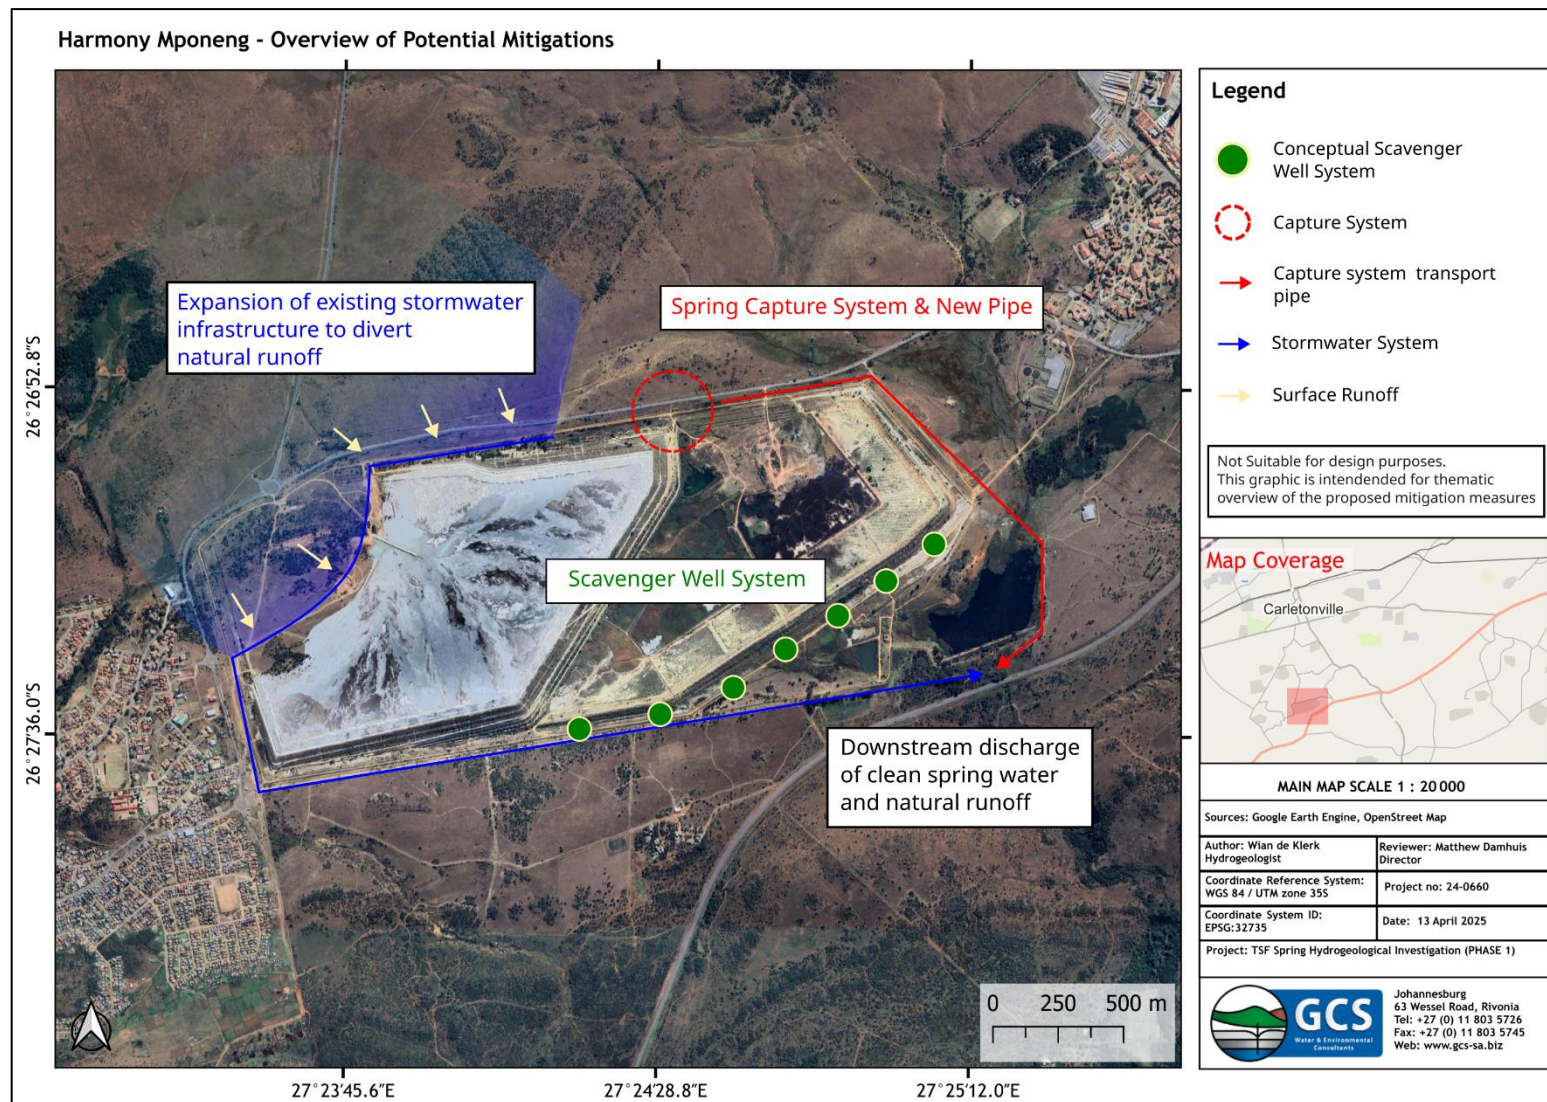 Harmony Mponeng - Overview of Potential Mitigations
Expansion of existing stormwater
infrastructure to divert
natural runoff
Spring Capture System & New Pipe
Scavenger Well System
Downstream discharge
of clean spring water
and natural runoff
26°26'52.8"S
26°27'36.0"S
27°23'45.6"E
27°24'28.8"E
27°25'12.0"E
0 250 500 m
Legend
Conceptual Scavenger
Well System
Capture System
Capture system transport
pipe
Stormwater System
Surface Runoff
Not Suitable for design purposes.
This graphic is intendended for thematic
overview of the proposed mitigation measures
Map Coverage
Carletonville
MAIN MAP SCALE 1 : 20 000
Sources: Google Earth Engine, OpenStreet Map
Author: Wian de Klerk
Hydrogeologist
Reviewer: Matthew Damhuis
Director
Coordinate Reference System:
WGS 84 / UTM zone 35S
Project no: 24-0660
Coordinate System ID:
EPSG:32735
Date: 13 April 2025
Project: TSF Spring Hydrogeological Investigation (PHASE 1)
GCS
Water & Environmental
Consultants
Johannesburg
63 Wessel Road, Rivonia
Tel: +27 (0) 11 803 5726
Fax: +27 (0) 11 803 5745
Web: www.gcs-sa.biz